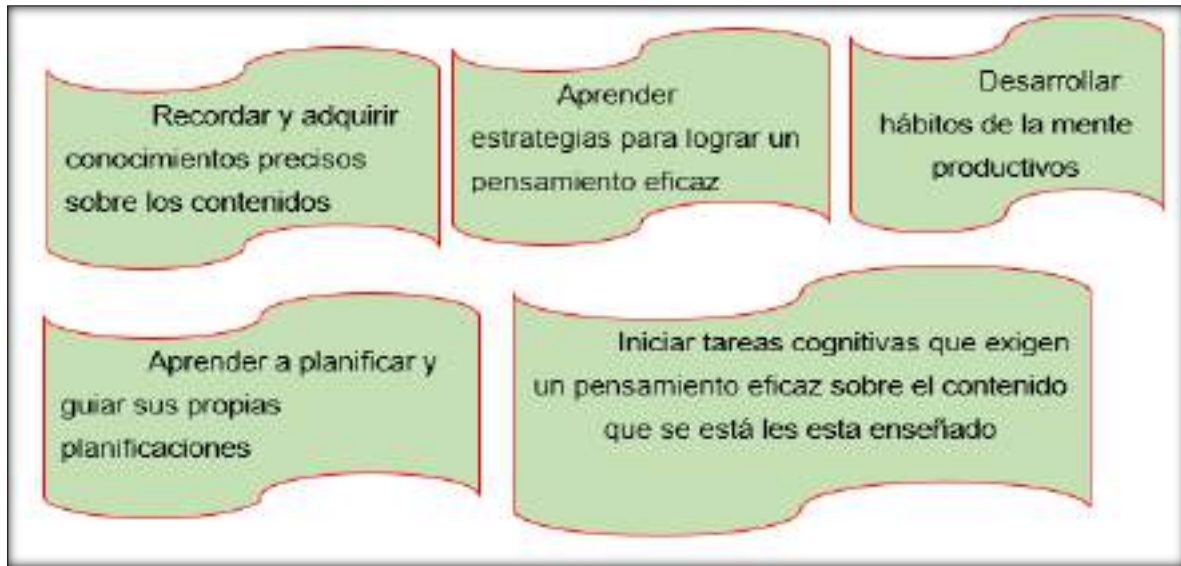 Recordar y adquirir
conocimientos precisos
sobre los contenidos
Aprender
estrategias para lograr un
pensamiento eficaz
Desarrollar
hábitos de la mente
productivos
Aprender a planificar y
guiar sus propias
planificaciones
Iniciar tareas cognitivas que exigen
un pensamiento eficaz sobre el contenido
que se está les esta enseñado